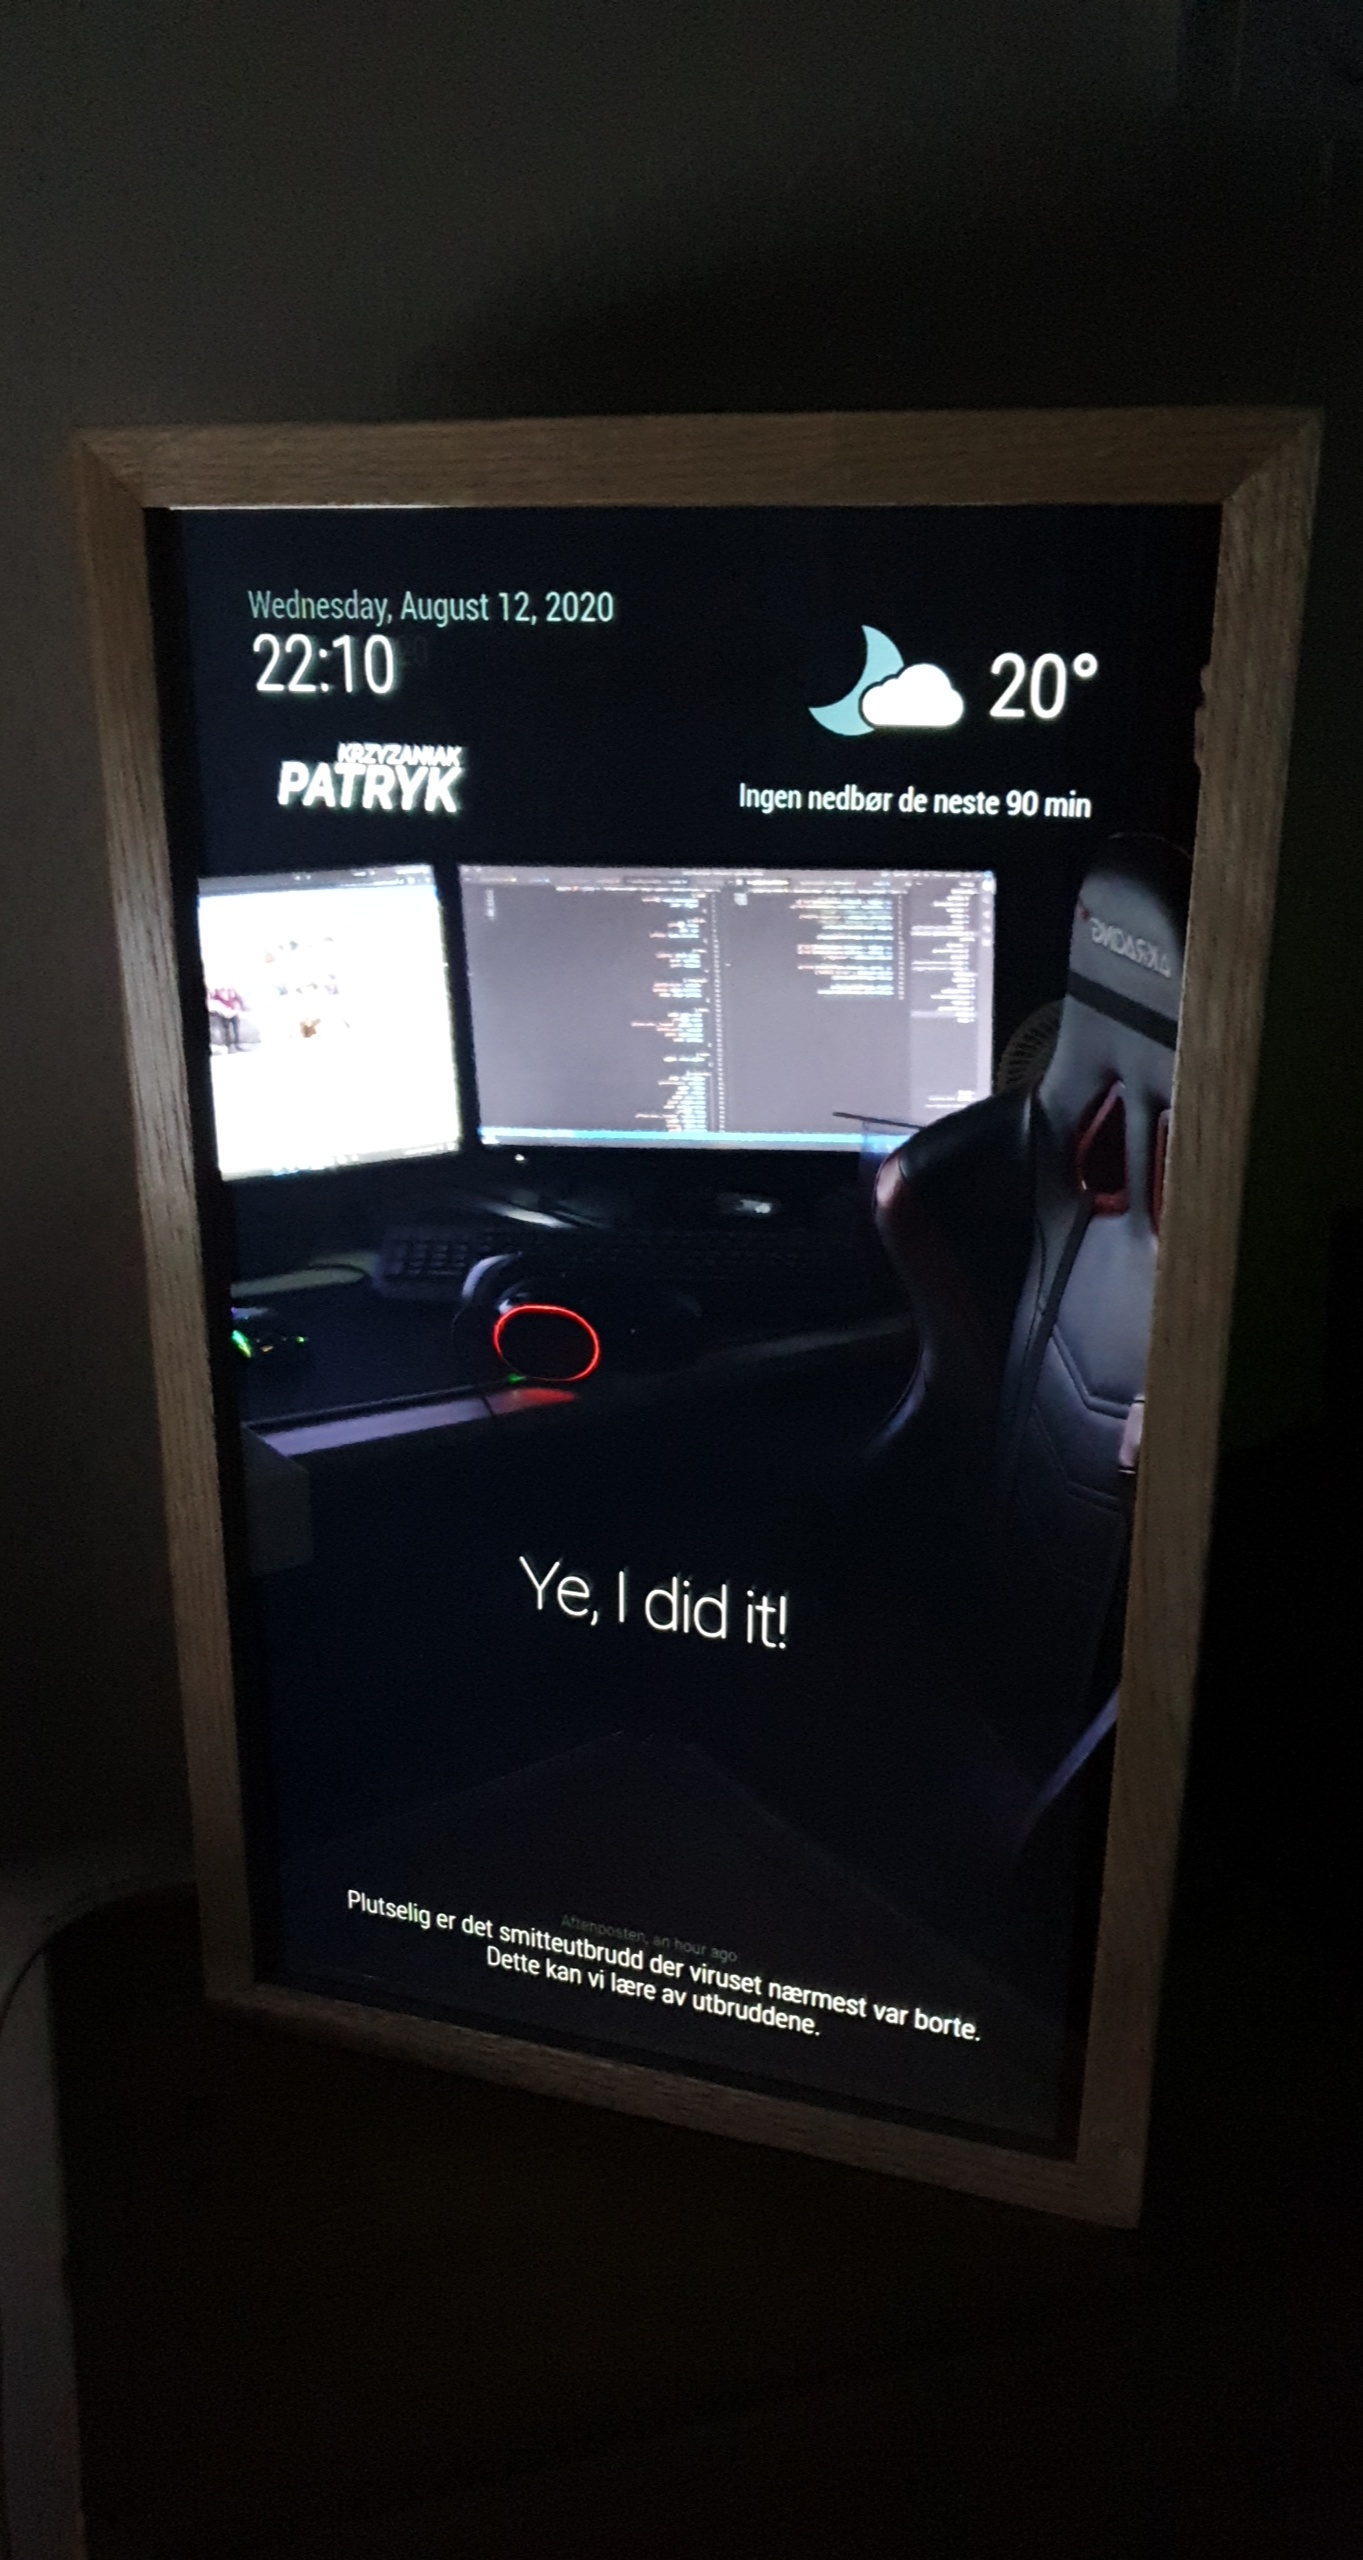 Wednesday, August 12, 2020
22:10
20°
KRZYZANIAK
PATRYK
Ingen nedbør de neste 90 min
AKRACING
Ye, I did it!
Aftenposten, an hour ago
Plutselig er det smitteutbrudd der viruset nærmest var borte.
Dette kan vi lære av utbruddene.